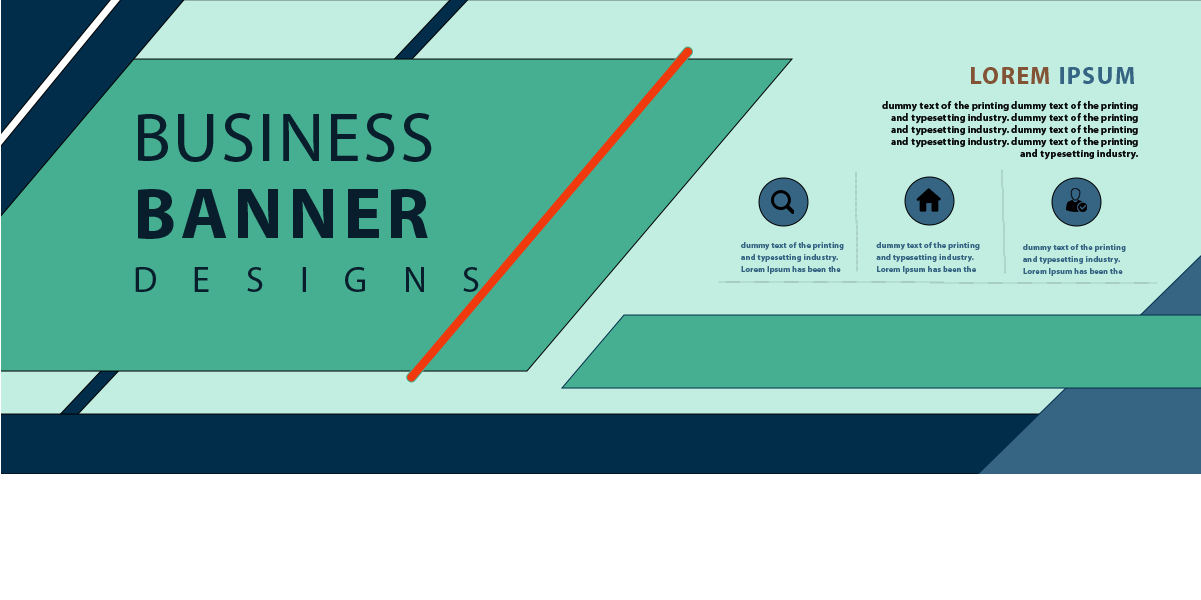 BUSINESS
BANNER
DESIGNS
LOREM IPSUM
dummy text of the printing dummy text of the printing
and typesetting industry. dummy text of the printing
and typesetting industry. dummy text of the printing
and typesetting industry. dummy text of the printing
and typesetting industry.
dummy text of the printing
and typesetting industry.
Lorem Ipsum has been the
dummy text of the printing
and typesetting industry.
Lorem Ipsum has been the
dummy text of the printing
and typesetting industry.
Lorem Ipsum has been the